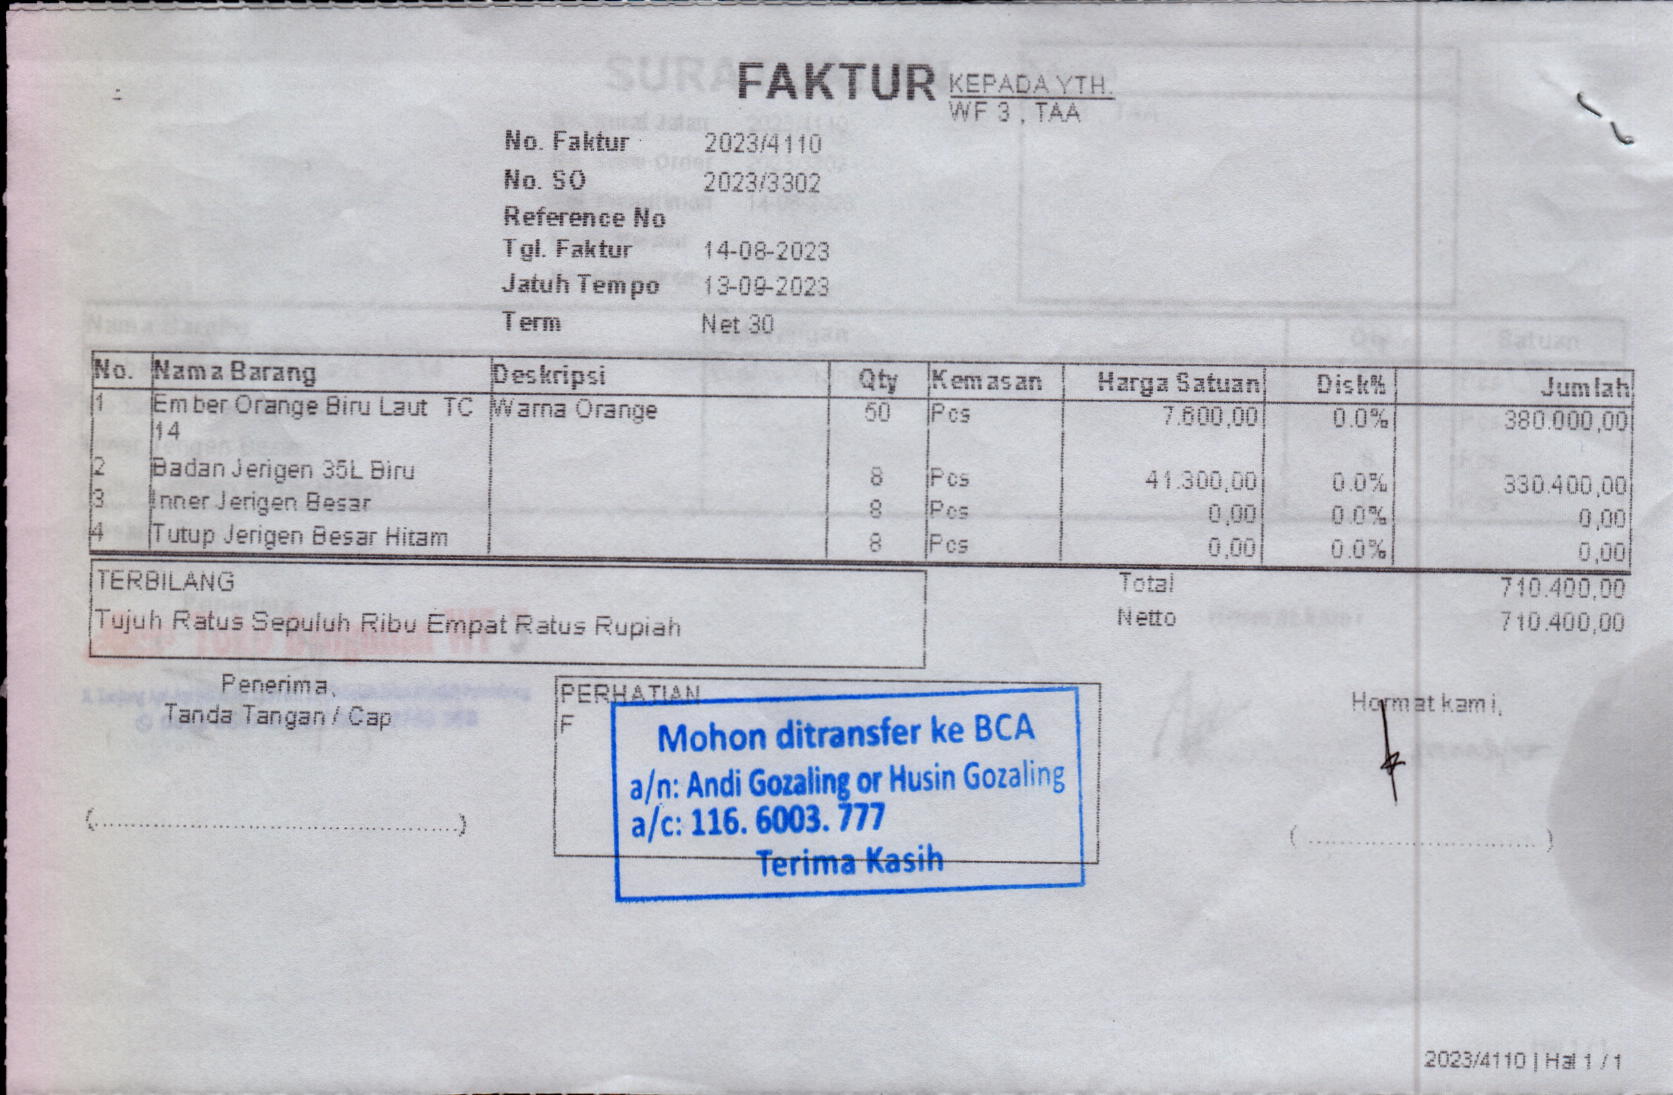 FAKTUR
KEPADA YTH.
WF 3 , TAA
No. Faktur 2023/4110
No. SO 2023/3302
Reference No
Tgl. Faktur 14-08-2023
Jatuh Tempo 13-09-2023
Term Net 30
No. Nama Barang Deskripsi Qty Kemasan Harga Satuan Disk% Jumlah
1 Ember Orange Biru Laut TC Warna Orange 50 Pcs 7.600,00 0.0% 380.000,00
14
2 Badan Jerigen 35L Biru 8 Pcs 41.300,00 0.0% 330.400,00
3 Inner Jerigen Besar 8 Pcs 0,00 0.0% 0,00
4 Tutup Jerigen Besar Hitam 8 Pcs 0,00 0.0% 0,00
TERBILANG Total 710.400,00
Tujuh Ratus Sepuluh Ribu Empat Ratus Rupiah Netto 710.400,00
Penerima,
Tanda Tangan / Cap
PERHATIAN
F
Mohon ditransfer ke BCA
a/n: Andi Gozaling or Husin Gozaling
a/c: 116. 6003. 777
Terima Kasih
Hormat kami,
(..................................................)
( ................................ )
2023/4110 | Hal 1 / 1